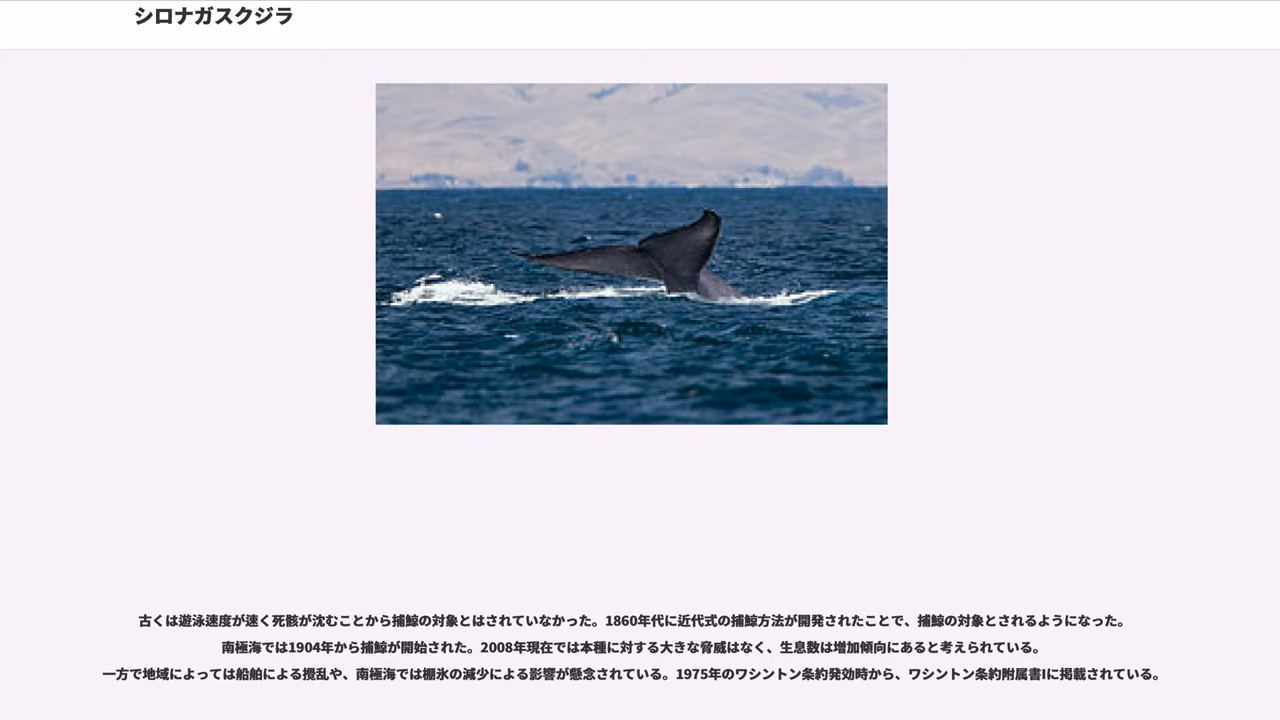 シロナガスクジラ
古くは遊泳速度が速く死骸が沈むことから捕鯨の対象とはされていなかった。1860年代に近代式の捕鯨方法が開発されたことで、捕鯨の対象とされるようになった。
南極海では1904年から捕鯨が開始された。2008年現在では本種に対する大きな脅威はなく、生息数は増加傾向にあると考えられている。
一方で地域によっては船舶による攪乱や、南極海では棚氷の減少による影響が懸念されている。1975年のワシントン条約発効時から、ワシントン条約附属書Iに掲載されている。